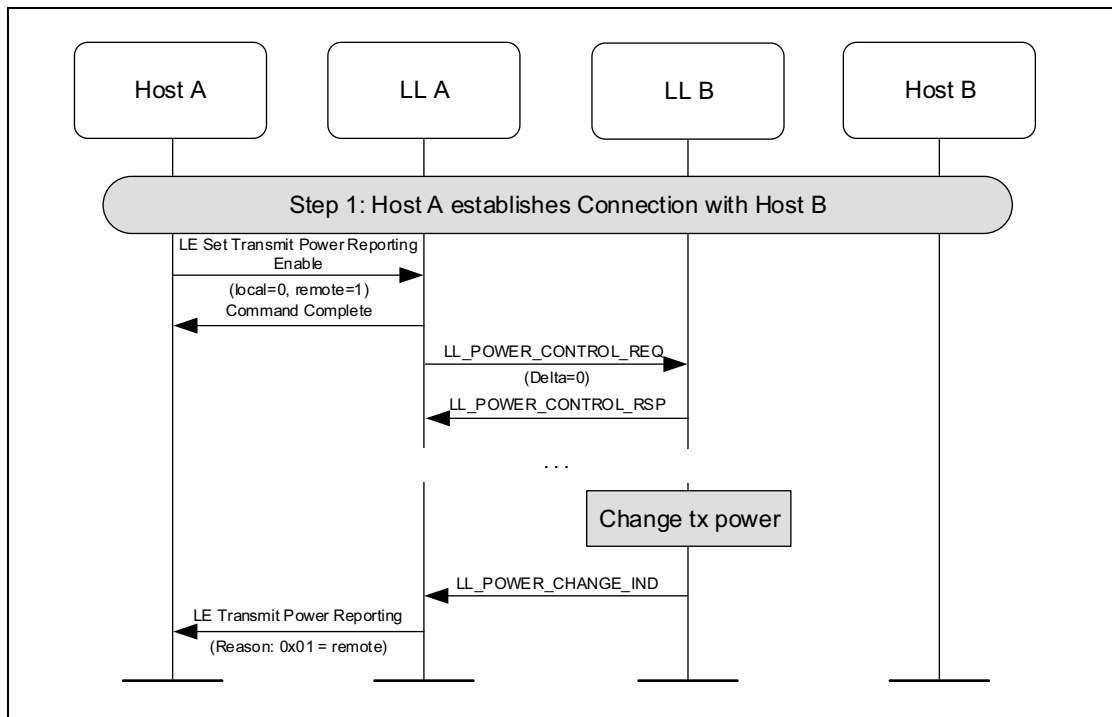 Host A
LL A
LL B
Host B
Step 1: Host A establishes Connection with Host B
LE Set Transmit Power Reporting
Enable
(local=0, remote=1)
Command Complete
LL_POWER_CONTROL_REQ
(Delta=0)
LL_POWER_CONTROL_RSP
. . .
Change tx power
LL_POWER_CHANGE_IND
LE Transmit Power Reporting
(Reason: 0x01 = remote)